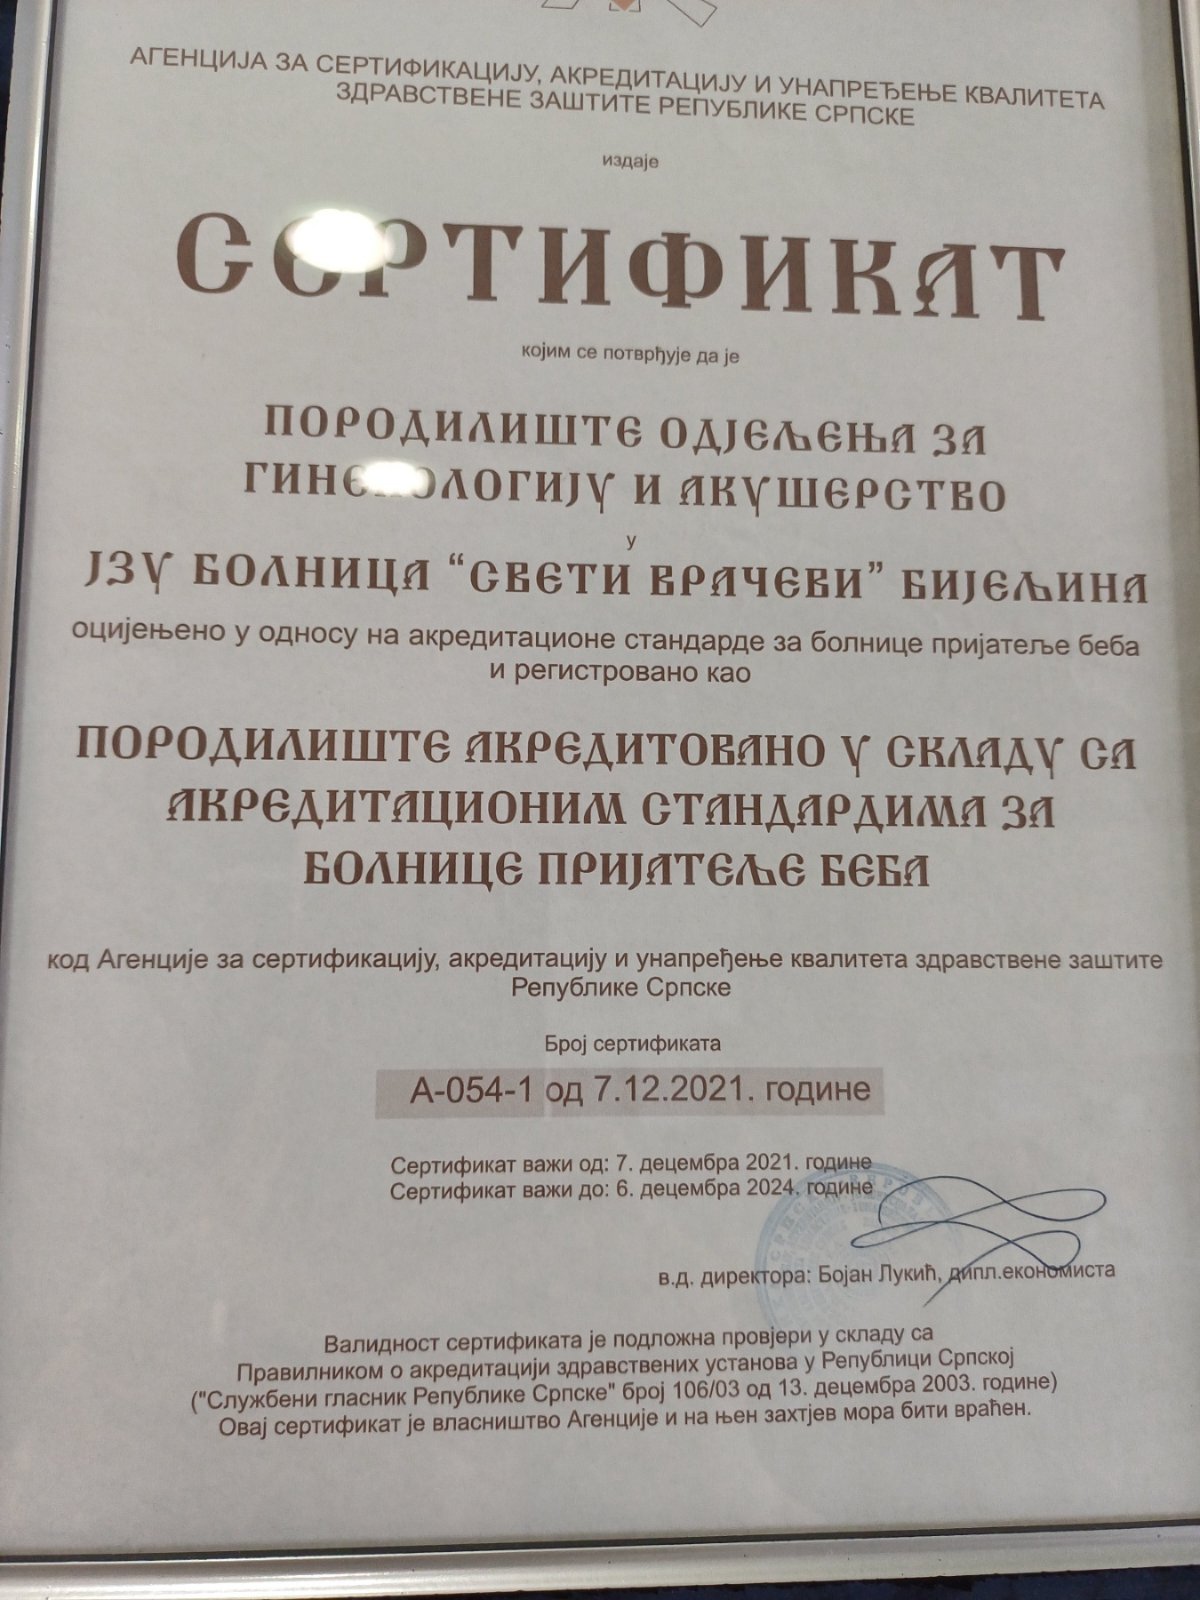 АГЕНЦИЈА ЗА СЕРТИФИКАЦИЈУ, АКРЕДИТАЦИЈУ И УНАПРЕЂЕЊЕ КВАЛИТЕТА
ЗДРАВСТВЕНЕ ЗАШТИТЕ РЕПУБЛИКЕ СРПСКЕ
издаје
СЕРТИФИКАТ
којим се потврђује да је
ПОРОДИЛИШТЕ ОДЈЕЉЕЊА ЗА
ГИНЕКОЛОГИЈУ И АКУШЕРСТВО
у
ЈЗУ БОЛНИЦА “СВЕТИ ВРАЧЕВИ” БИЈЕЉИНА
оцијењено у односу на акредитационе стандарде за болнице пријатеље беба
и регистровано као
ПОРОДИЛИШТЕ АКРЕДИТОВАНО У СКЛАДУ СА
АКРЕДИТАЦИОНИМ СТАНДАРДИМА ЗА
БОЛНИЦЕ ПРИЈАТЕЉЕ БЕБА
код Агенције за сертификацију, акредитацију и унапређење квалитета здравствене заштите
Републике Српске
Број сертификата
А-054-1 од 7.12.2021. године
Сертификат важи од: 7. децембра 2021. године
Сертификат важи до: 6. децембра 2024. године
в.д. директора: Бојан Лукић, дипл.економиста
Валидност сертификата је подложна провјери у складу са
Правилником о акредитацији здравствених установа у Републици Српској
("Службени гласник Републике Српске" број 106/03 од 13. децембра 2003. године)
Овај сертификат је власништво Агенције и на њен захтјев мора бити враћен.